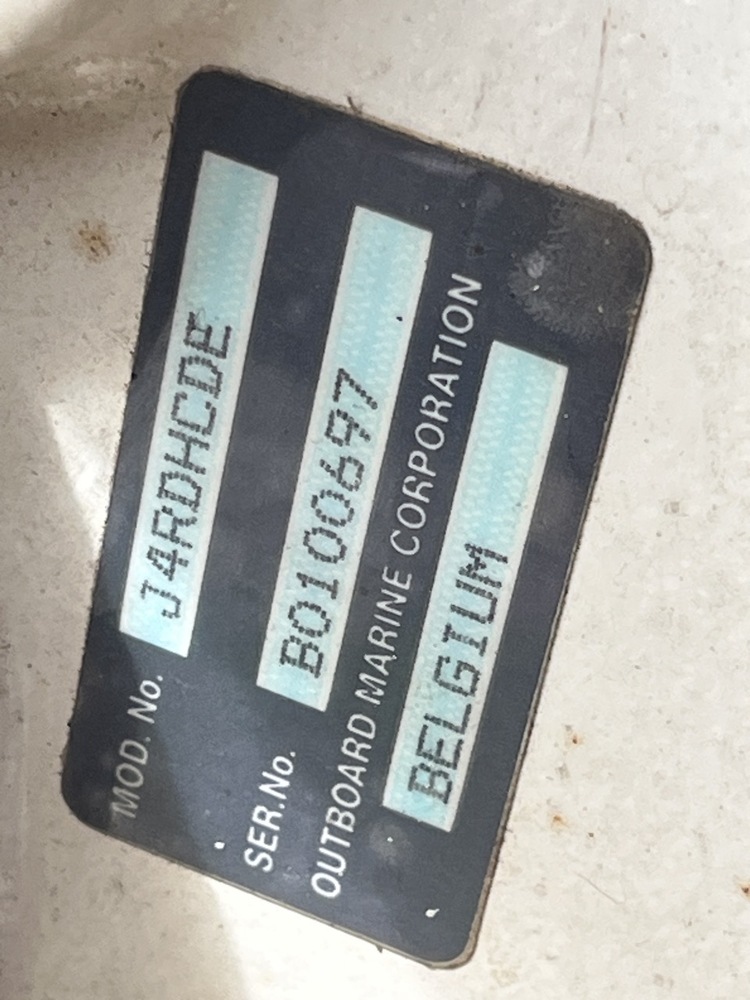 MOD. No. J4RDHCDE
SER.No. B0100697
OUTBOARD MARINE CORPORATION
BELGIUM